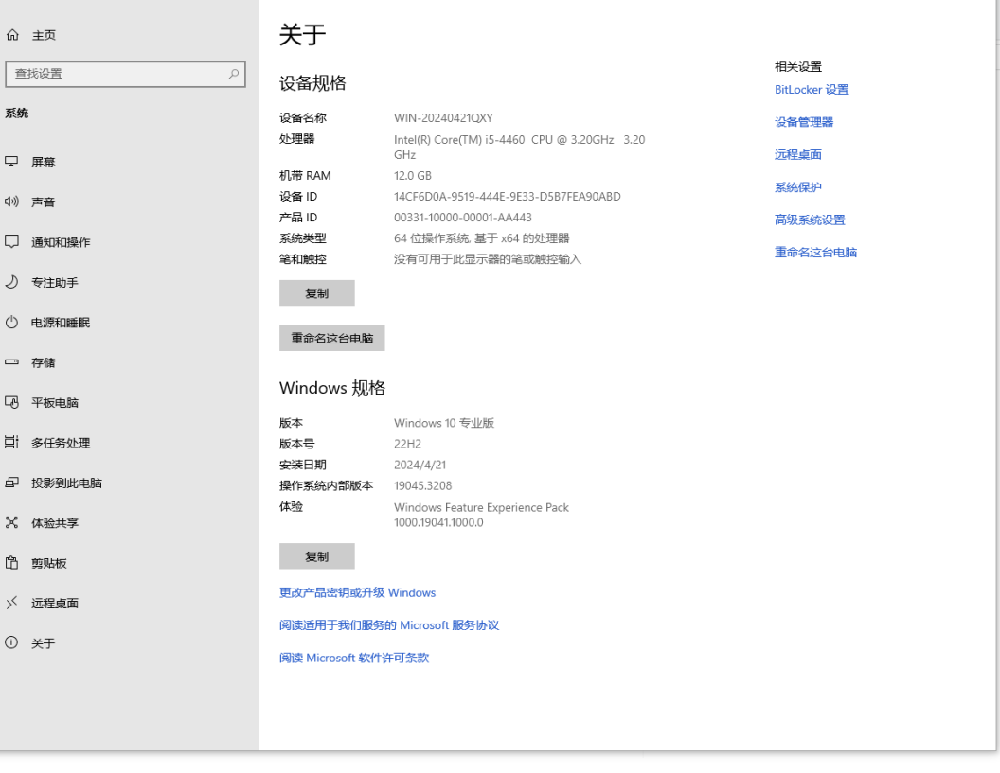 主页
查找设置
系统
屏幕
声音
通知和操作
专注助手
电源和睡眠
存储
平板电脑
多任务处理
投影到此电脑
体验共享
剪贴板
远程桌面
关于
关于
设备规格
设备名称 WIN-20240421QXY
处理器 Intel(R) Core(TM) i5-4460 CPU @ 3.20GHz 3.20
GHz
机带 RAM 12.0 GB
设备 ID 14CF6D0A-9519-444E-9E33-D5B7FEA90ABD
产品 ID 00331-10000-00001-AA443
系统类型 64 位操作系统, 基于 x64 的处理器
笔和触控 没有可用于此显示器的笔或触控输入
复制
重命名这台电脑
Windows 规格
版本 Windows 10 专业版
版本号 22H2
安装日期 2024/4/21
操作系统内部版本 19045.3208
体验 Windows Feature Experience Pack
1000.19041.1000.0
复制
更改产品密钥或升级 Windows
阅读适用于我们服务的 Microsoft 服务协议
阅读 Microsoft 软件许可条款
相关设置
BitLocker 设置
设备管理器
远程桌面
系统保护
高级系统设置
重命名这台电脑